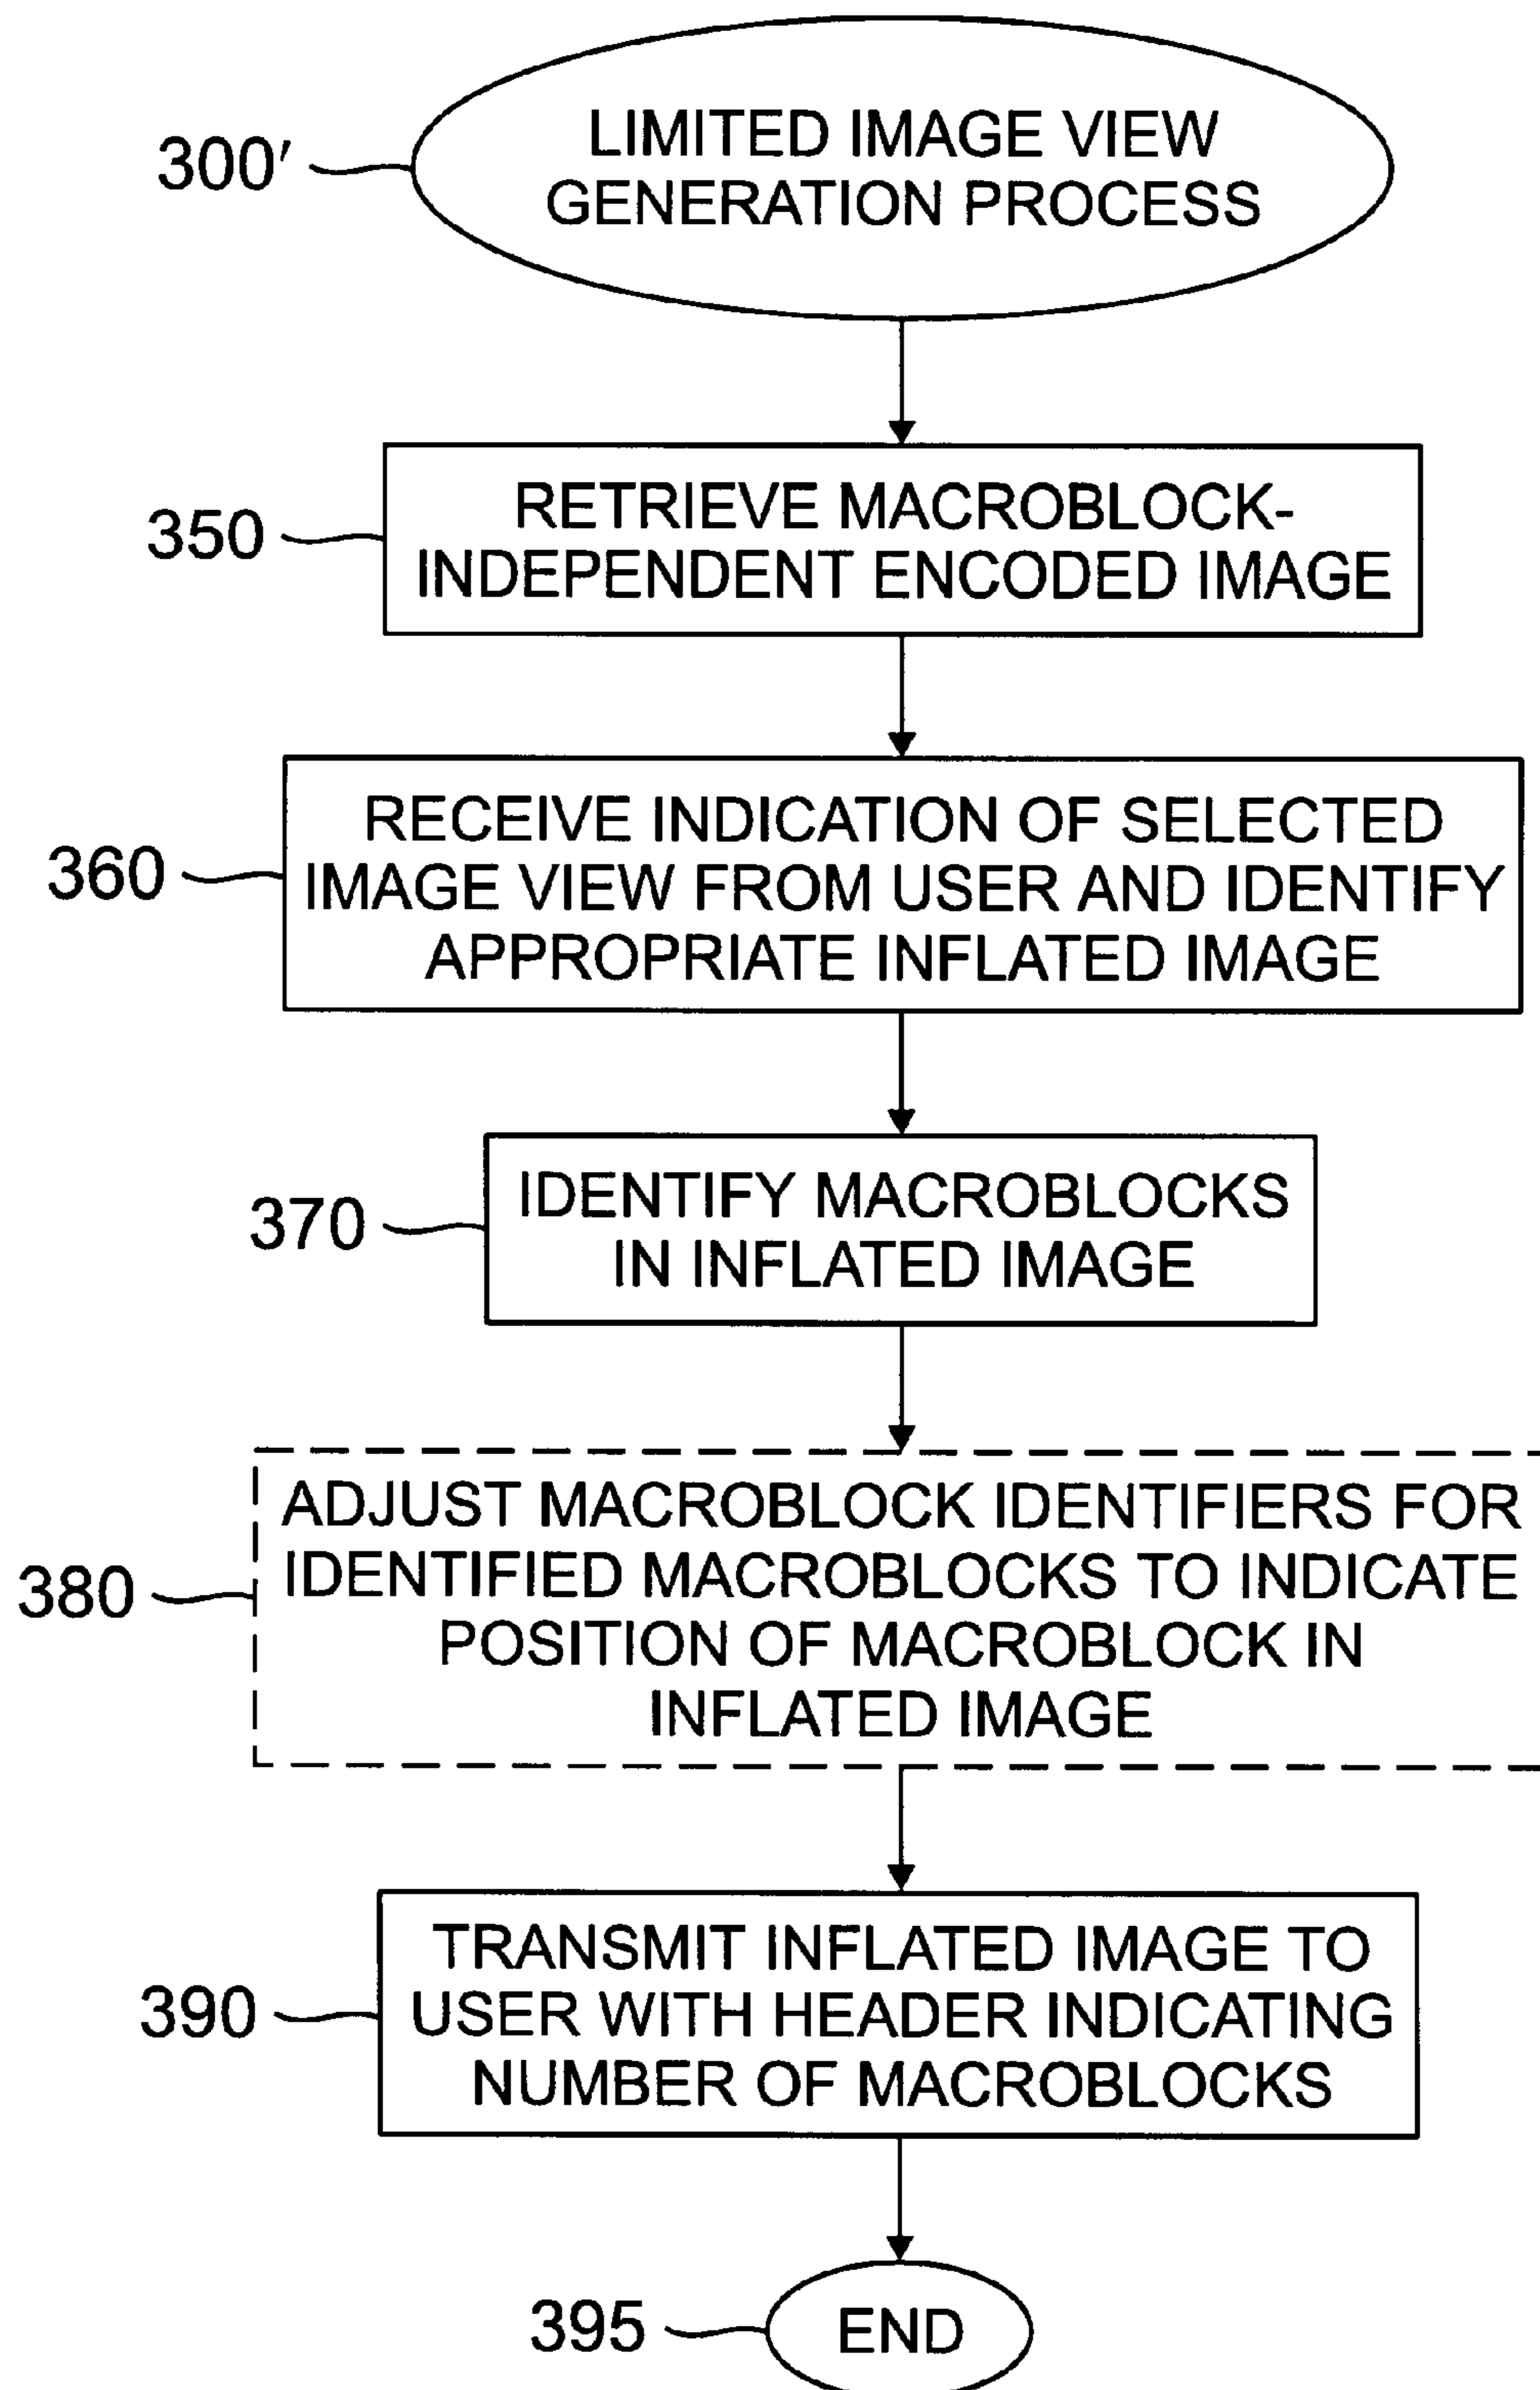 300′
LIMITED IMAGE VIEW
GENERATION PROCESS
350
RETRIEVE MACROBLOCK-
INDEPENDENT ENCODED IMAGE
360
RECEIVE INDICATION OF SELECTED
IMAGE VIEW FROM USER AND IDENTIFY
APPROPRIATE INFLATED IMAGE
370
IDENTIFY MACROBLOCKS
IN INFLATED IMAGE
380
ADJUST MACROBLOCK IDENTIFIERS FOR
IDENTIFIED MACROBLOCKS TO INDICATE
POSITION OF MACROBLOCK IN
INFLATED IMAGE
390
TRANSMIT INFLATED IMAGE TO
USER WITH HEADER INDICATING
NUMBER OF MACROBLOCKS
395
END